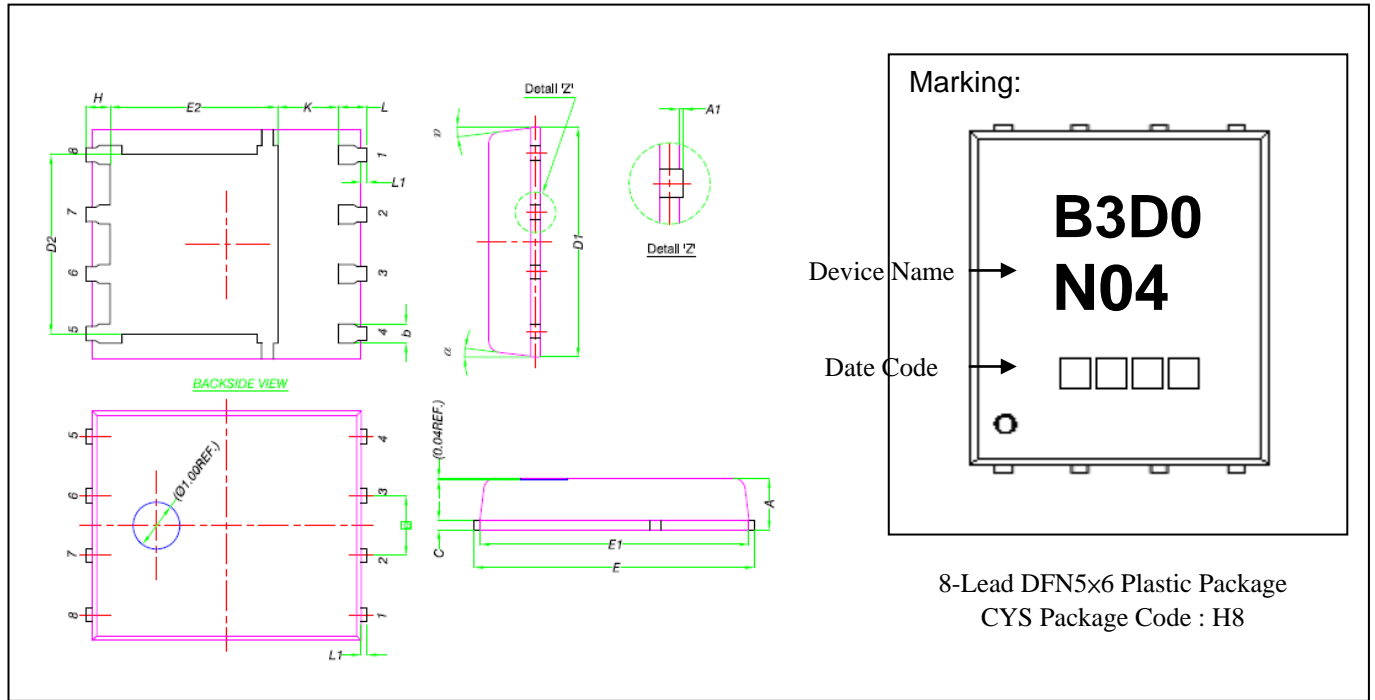 H E2 K L
8 1
L1
7 2
D2
6 3
5 4
b
BACKSIDE VIEW
Detail 'Z'
α
D1
α
A1
Detail 'Z'
5 4
(Ø1.00REF.)
6 3
7 2
8 1
L1
(0.04REF.)
A
C
E1
E
Marking:
B3D0
Device Name
N04
Date Code
8-Lead DFN5×6 Plastic Package
CYS Package Code : H8